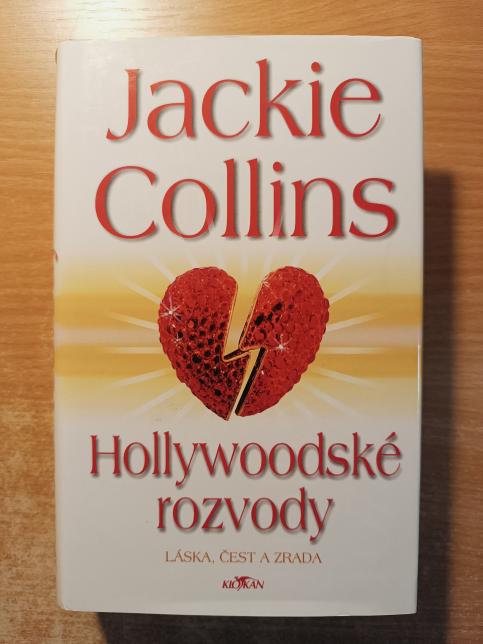 Jackie
Collins
Hollywoodské
rozvody
LÁSKA, ČEST A ZRADA
KLOKAN